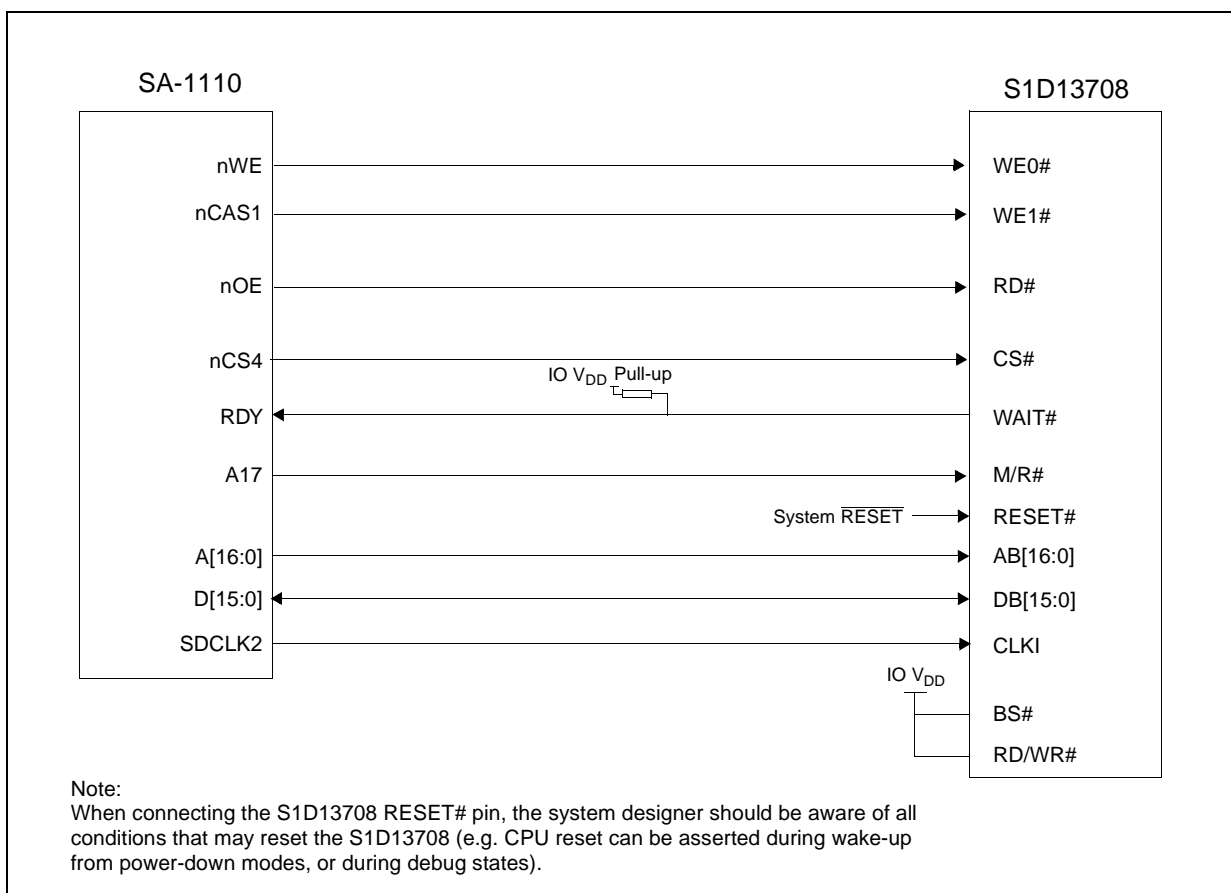 SA-1110
S1D13708
nWE
WE0#
nCAS1
WE1#
nOE
RD#
nCS4
CS#
IO VDD Pull-up
RDY
WAIT#
A17
M/R#
System RESET
RESET#
A[16:0]
AB[16:0]
D[15:0]
DB[15:0]
SDCLK2
CLKI
IO VDD
BS#
RD/WR#
Note:
When connecting the S1D13708 RESET# pin, the system designer should be aware of all
conditions that may reset the S1D13708 (e.g. CPU reset can be asserted during wake-up
from power-down modes, or during debug states).